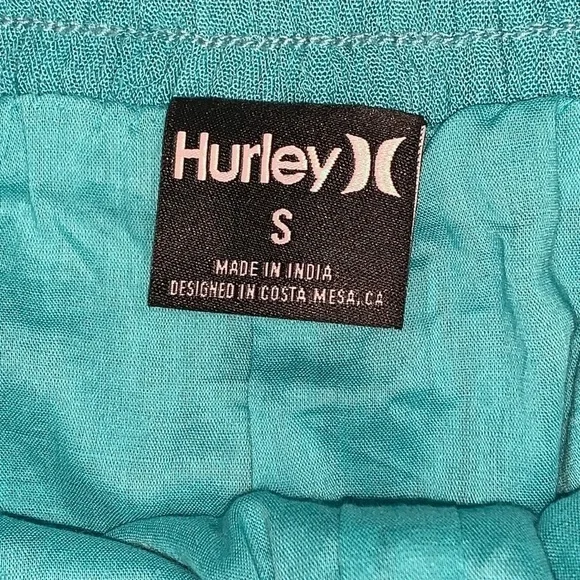 Hurley
S
MADE IN INDIA
DESIGNED IN COSTA MESA, CA